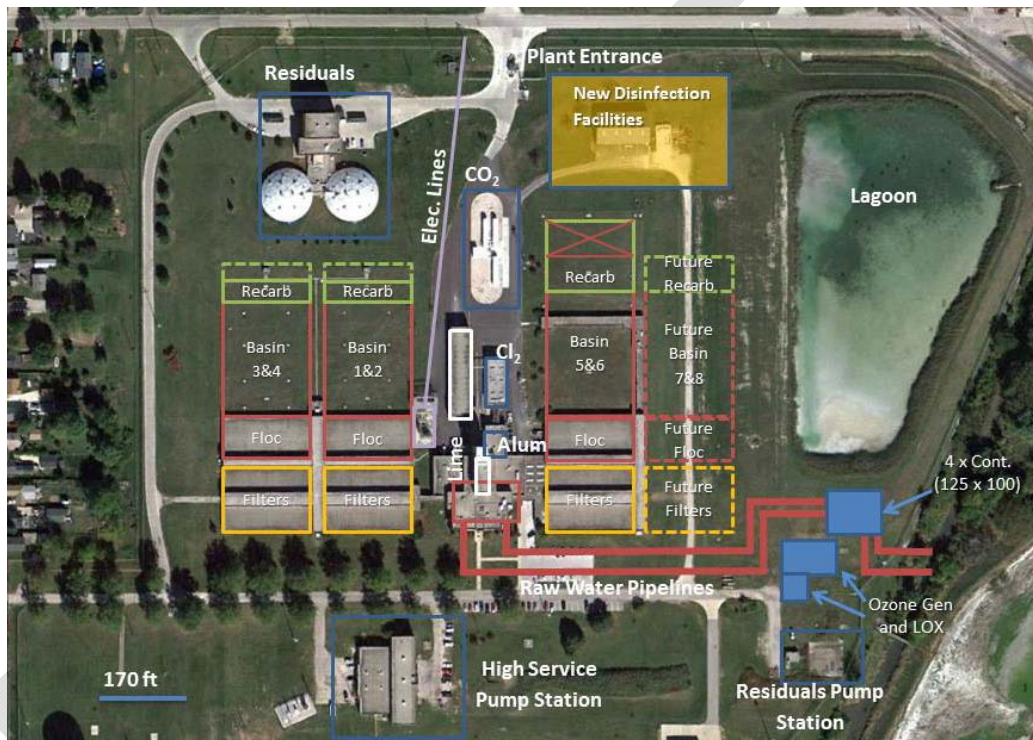 Plant Entrance
Residuals
New Disinfection
Facilities
Elec. Lines
CO₂
Lagoon
Recarb
Recarb
Recarb
Future
Recarb
Basin
3&4
Basin
1&2
Cl₂
Basin
5&6
Future
Basin
7&8
Floc
Floc
Lime
Alum
Floc
Future
Floc
4 x Cont.
(125 x 100)
Filters
Filters
Filters
Future
Filters
Raw Water Pipelines
Ozone Gen
and LOX
High Service
Pump Station
170 ft
Residuals Pump
Station